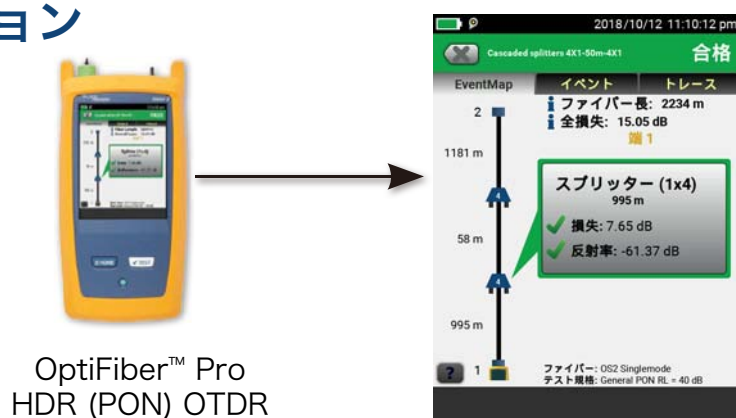 ョン
2018/10/12 11:10:12 pm
Cascaded splitters 4X1-50m-4X1
合格
EventMap
イベント
トレース
2
ファイバー長: 2234 m
全損失: 15.05 dB
端 1
1181 m
4
スプリッター (1x4)
995 m
損失: 7.65 dB
反射率: -61.37 dB
58 m
4
995 m
? 1
ファイバー: OS2 Singlemode
テスト規格: General PON RL = 40 dB
HOME
TEST
OptiFiber™ Pro
HDR (PON) OTDR